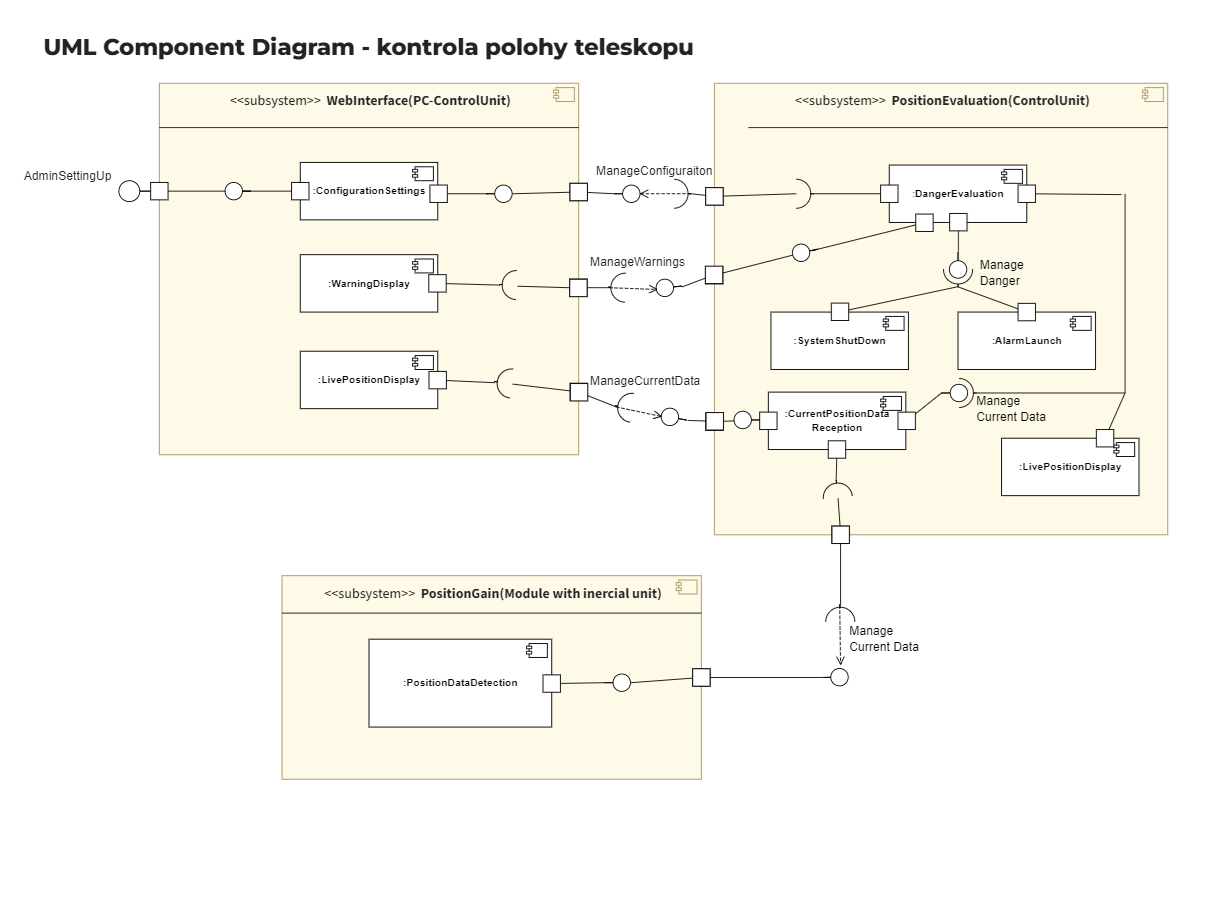 UML Component Diagram - kontrola polohy teleskopu
<<subsystem>> WebInterface(PC-ControlUnit)
<<subsystem>> PositionEvaluation(ControlUnit)
AdminSettingUp
:ConfigurationSettings
ManageConfiguraiton
:DangerEvaluation
:WarningDisplay
ManageWarnings
Manage
Danger
:SystemShutDown
:AlarmLaunch
:LivePositionDisplay
ManageCurrentData
:CurrentPositionData
Reception
Manage
Current Data
:LivePositionDisplay
<<subsystem>> PositionGain(Module with inercial unit)
Manage
Current Data
:PositionDataDetection